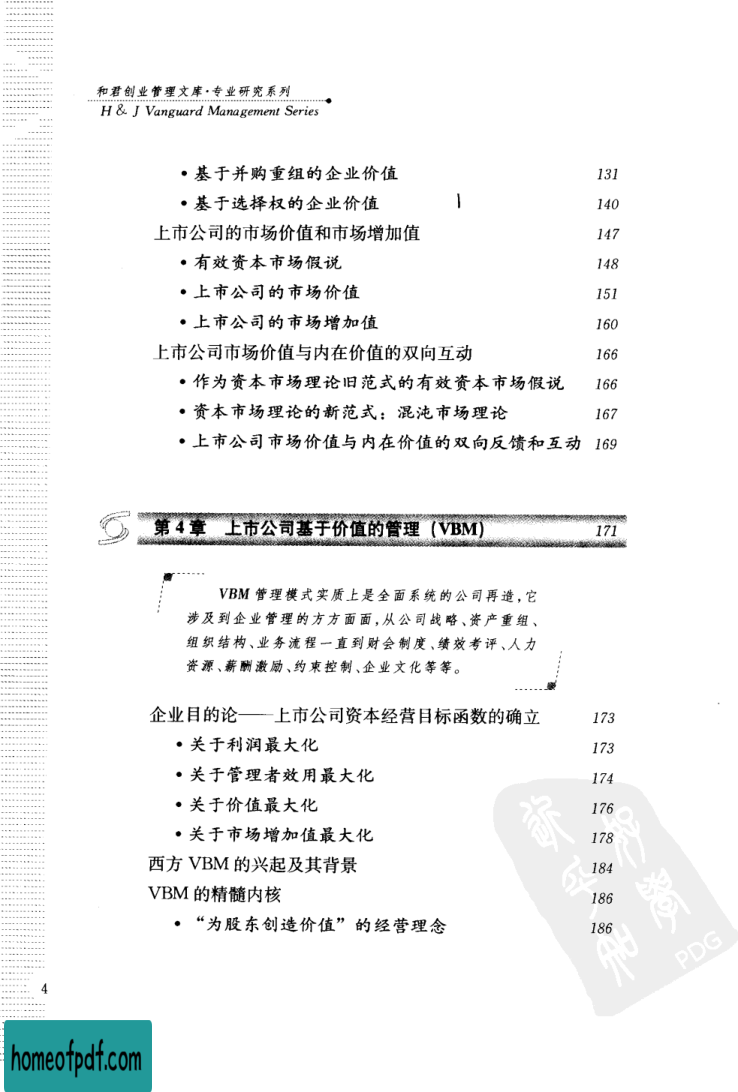 和君创业管理文库·专业研究系列
H & J Vanguard Management Series
•基于并购重组的企业价值 131
•基于选择权的企业价值 140
上市公司的市场价值和市场增加值 147
•有效资本市场假说 148
•上市公司的市场价值 151
•上市公司的市场增加值 160
上市公司市场价值与内在价值的双向互动 166
•作为资本市场理论旧范式的有效资本市场假说 166
•资本市场理论的新范式：混沌市场理论 167
•上市公司市场价值与内在价值的双向反馈和互动 169
第4章 上市公司基于价值的管理（VBM） 171
VBM 管理模式实质上是全面系统的公司再造,它
涉及到企业管理的方方面面,从公司战略、资产重组、
组织结构、业务流程一直到财会制度、绩效考评、人力
资源、薪酬激励、约束控制、企业文化等等。
企业目的论——上市公司资本经营目标函数的确立 173
•关于利润最大化 173
•关于管理者效用最大化 174
•关于价值最大化 176
•关于市场增加值最大化 178
西方 VBM 的兴起及其背景 184
VBM 的精髓内核 186
•“为股东创造价值”的经营理念 186
PDG
4
homeofpdf.com